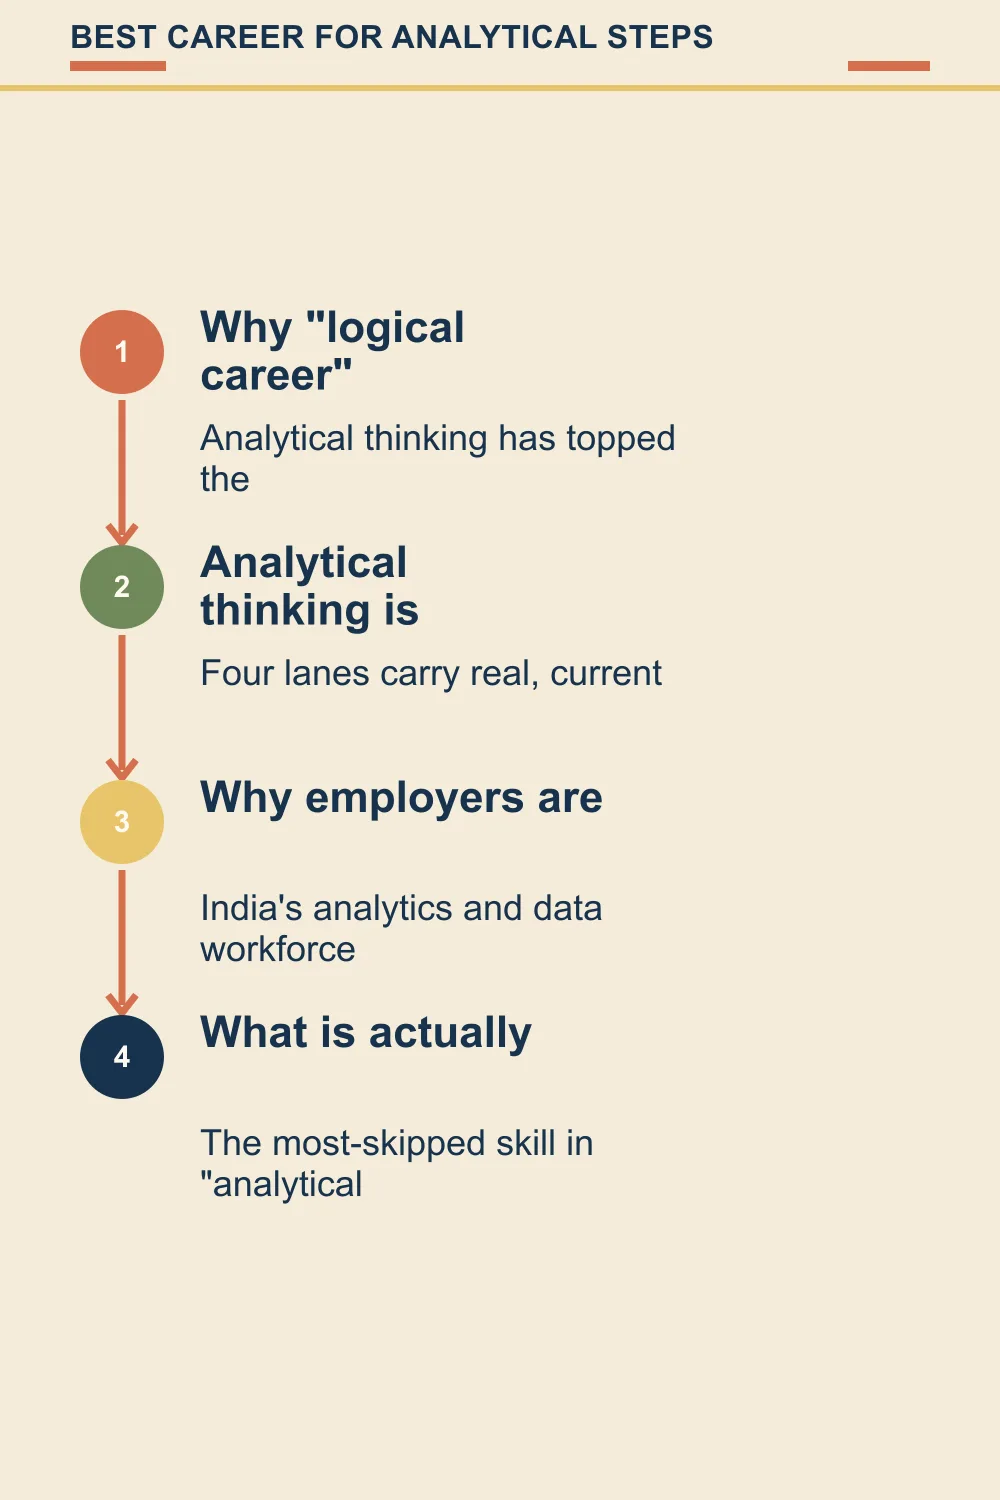 BEST CAREER FOR ANALYTICAL STEPS
1
Why "logical
career"
Analytical thinking has topped
the
2
Analytical
thinking is
Four lanes carry real, current
3
Why employers are
India's analytics and data
workforce
4
What is actually
The most-skipped skill in
"analytical